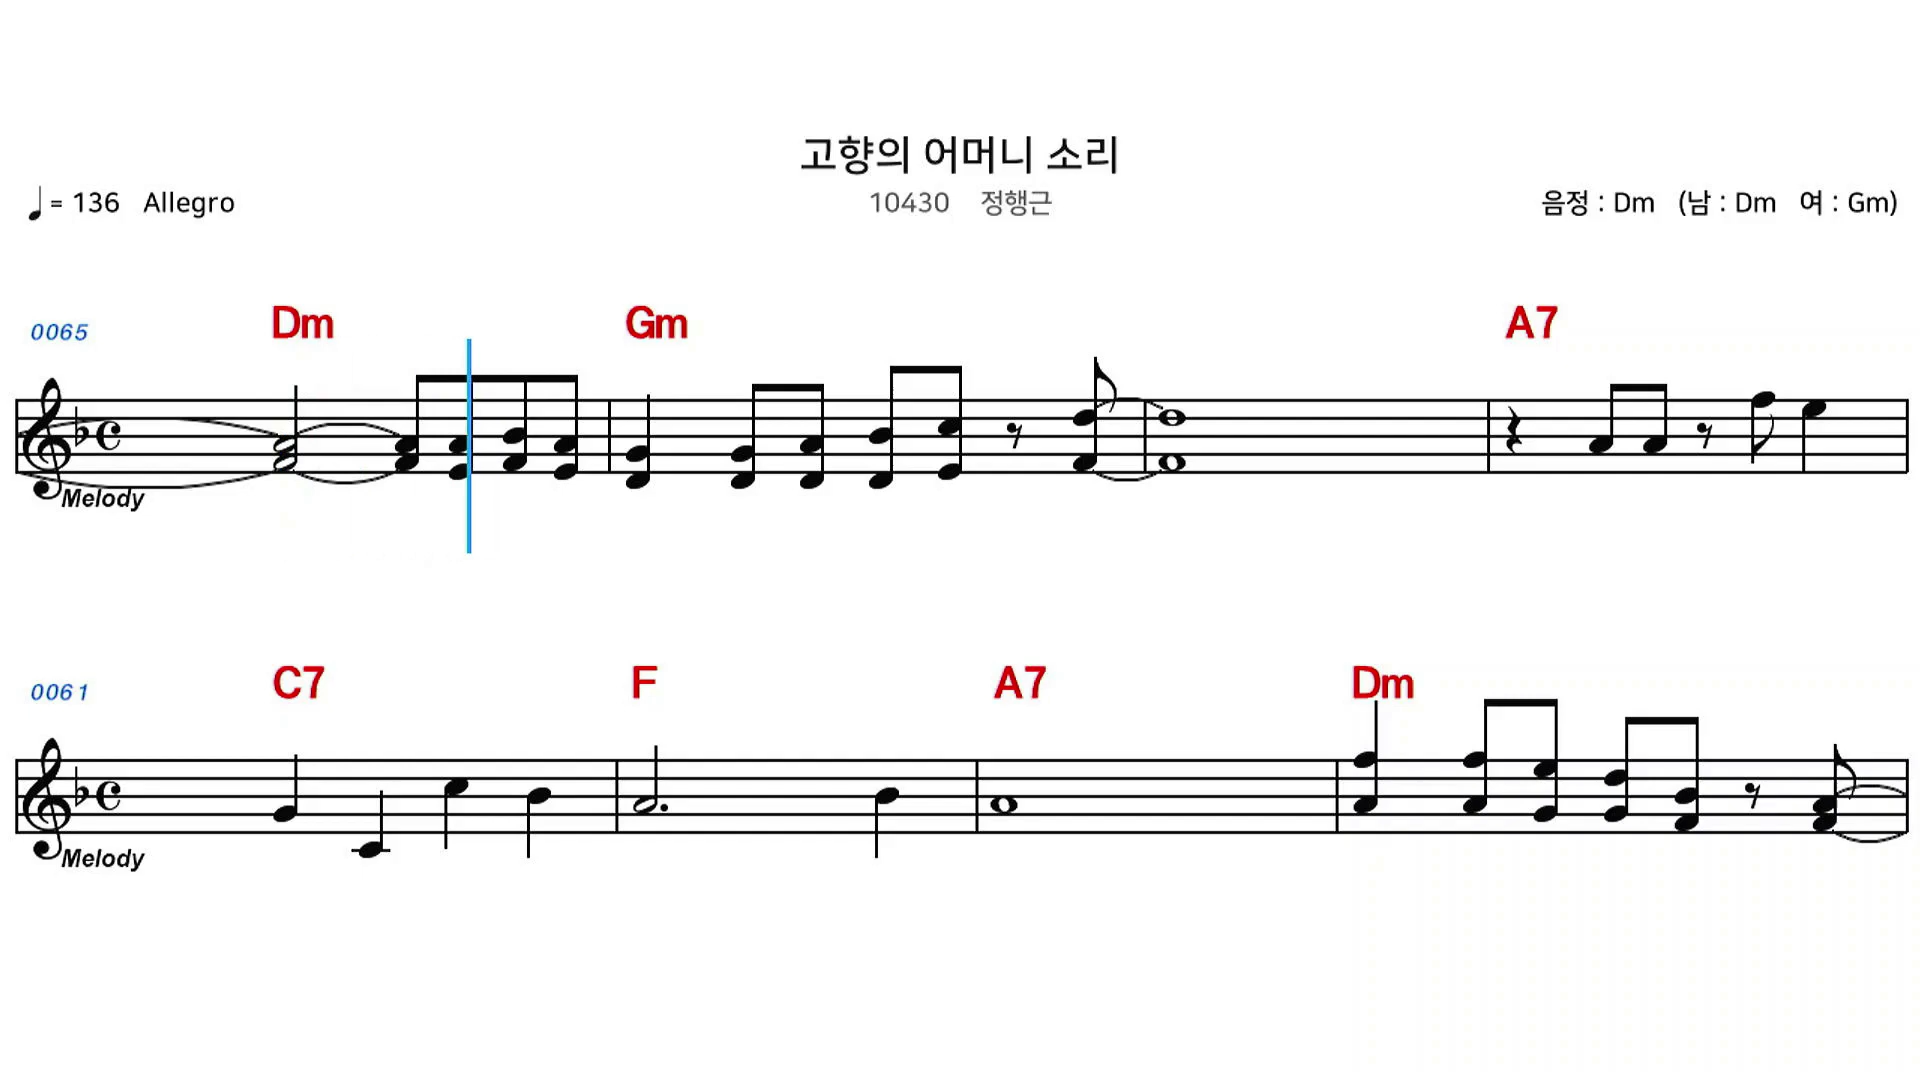 고향의 어머니 소리
= 136 Allegro
10430 정행근
음정 : Dm (남 : Dm 여 : Gm)
0065 Dm Gm A7
Melody
0061 C7 F A7 Dm
Melody